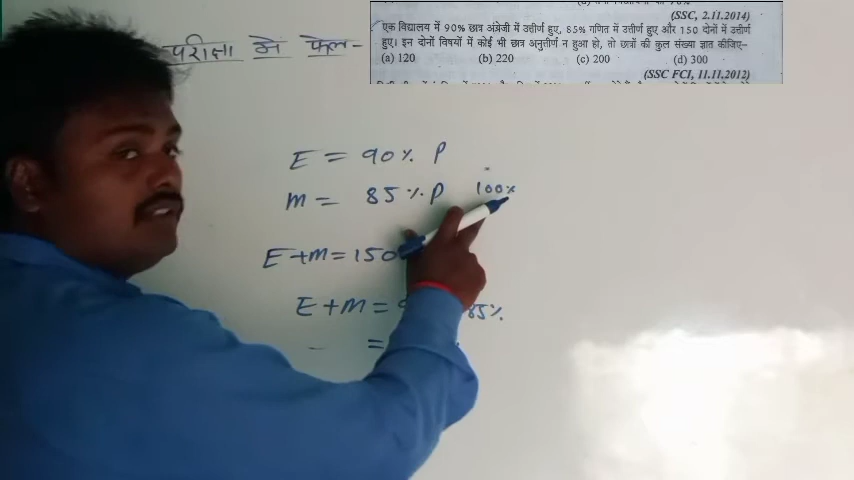 (SSC, 2.11.2014)
एक विद्यालय में 90% छात्र अंग्रेजी में उत्तीर्ण हुए, 85% गणित में उत्तीर्ण हुए और 150 दोनों में उत्तीर्ण
हुए। इन दोनों विषयों में कोई भी छात्र अनुत्तीर्ण न हुआ हो, तो छात्रों की कुल संख्या ज्ञात कीजिए–
(a) 120 (b) 220 (c) 200 (d) 300
(SSC FCI, 11.11.2012)
परीक्षा में फेल-
E = 90% P
M = 85% P 100%
E+M=150
E+M= 85%
=